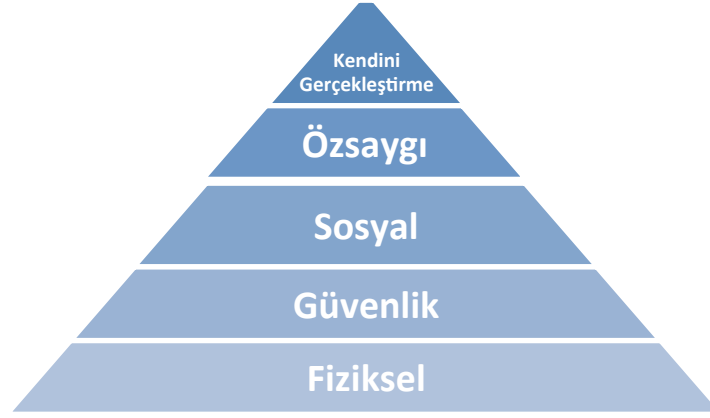 Kendini
Gerçekleştirme
Özsaygı
Sosyal
Güvenlik
Fiziksel